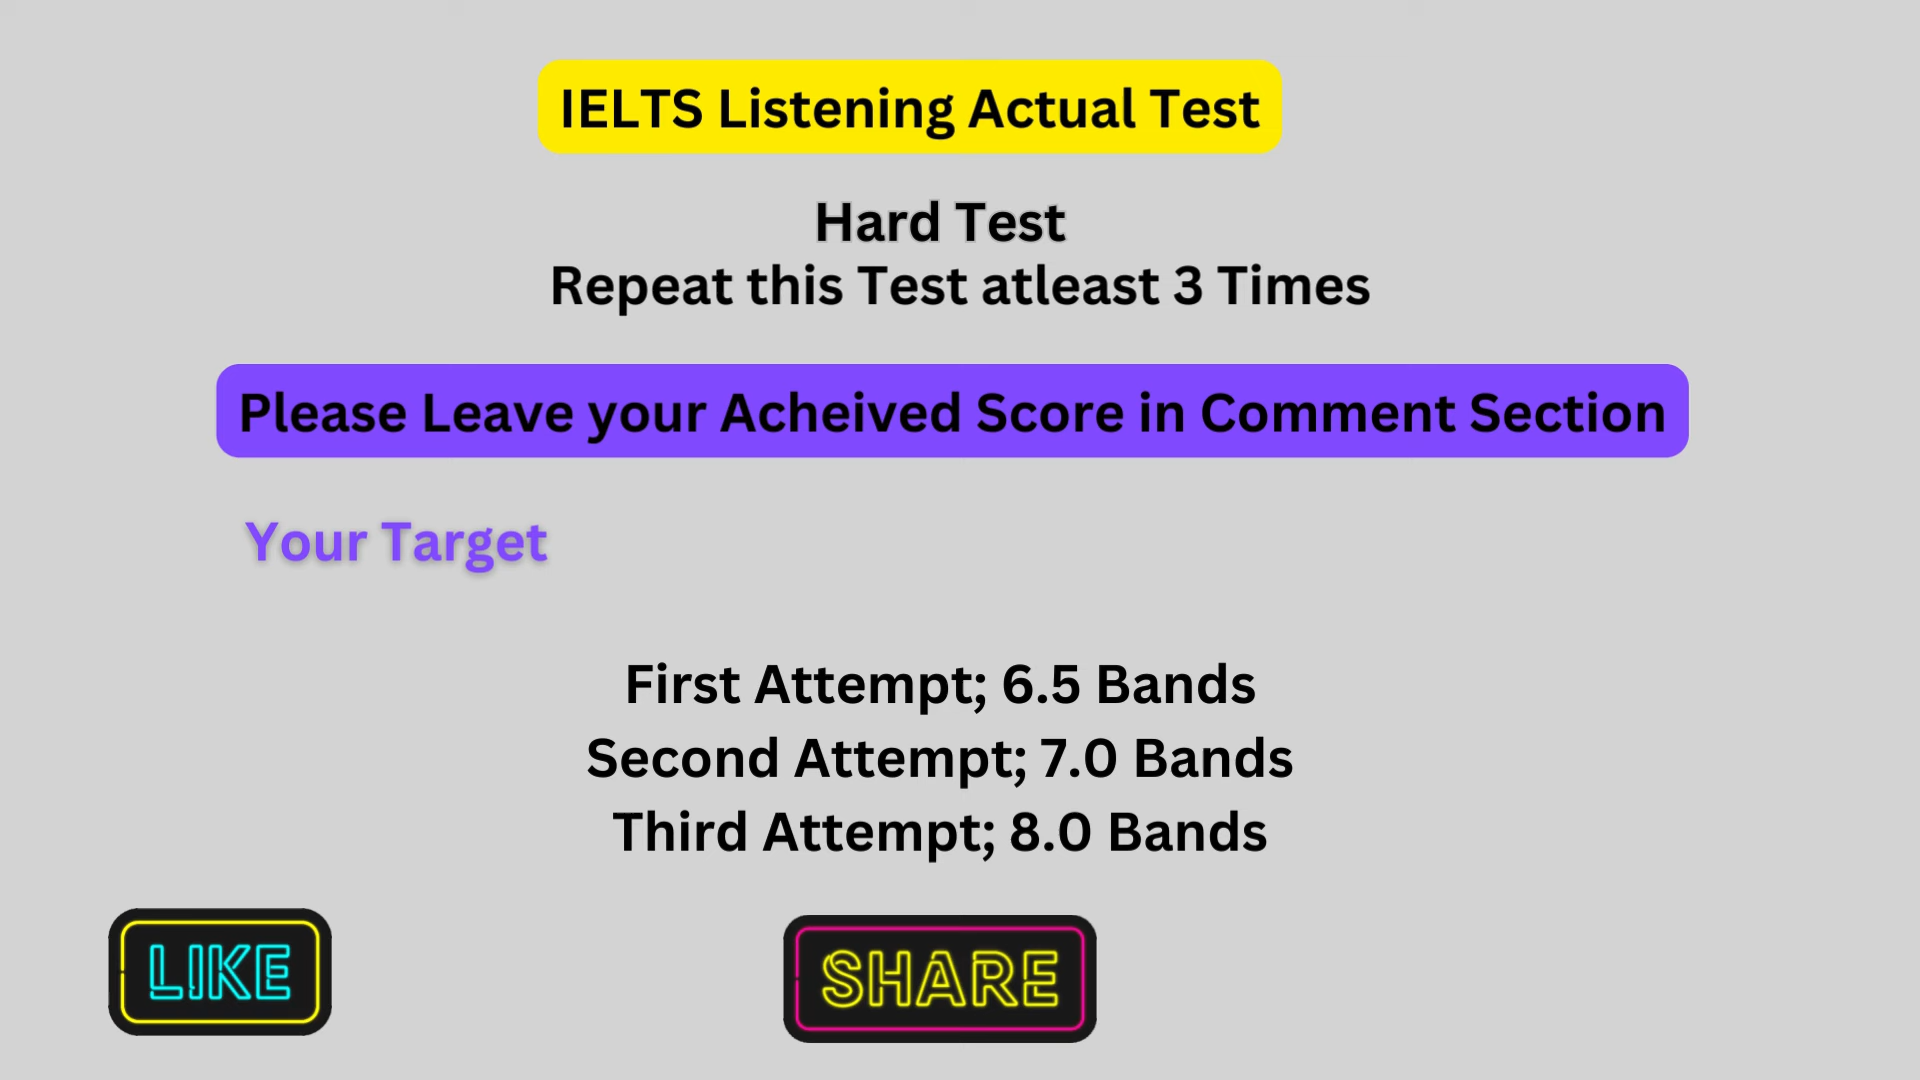 IELTS Listening Actual Test
Hard Test
Repeat this Test atleast 3 Times
Please Leave your Acheived Score in Comment Section
Your Target
First Attempt; 6.5 Bands
Second Attempt; 7.0 Bands
Third Attempt; 8.0 Bands
LIKE
SHARE